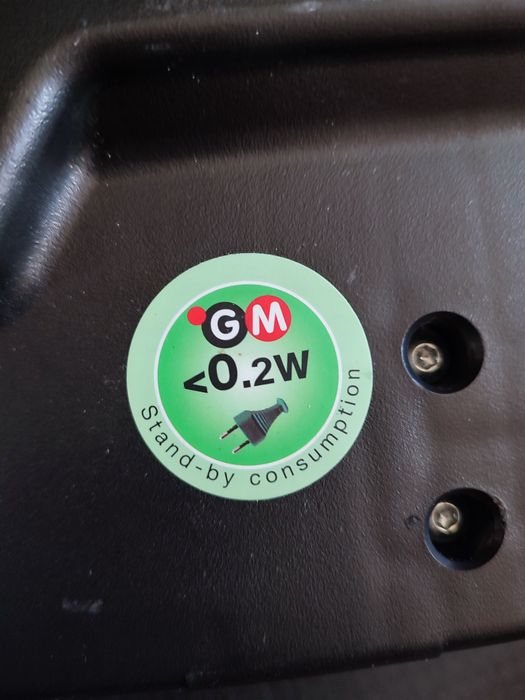 GM
<0.2W
Stand-by consumption